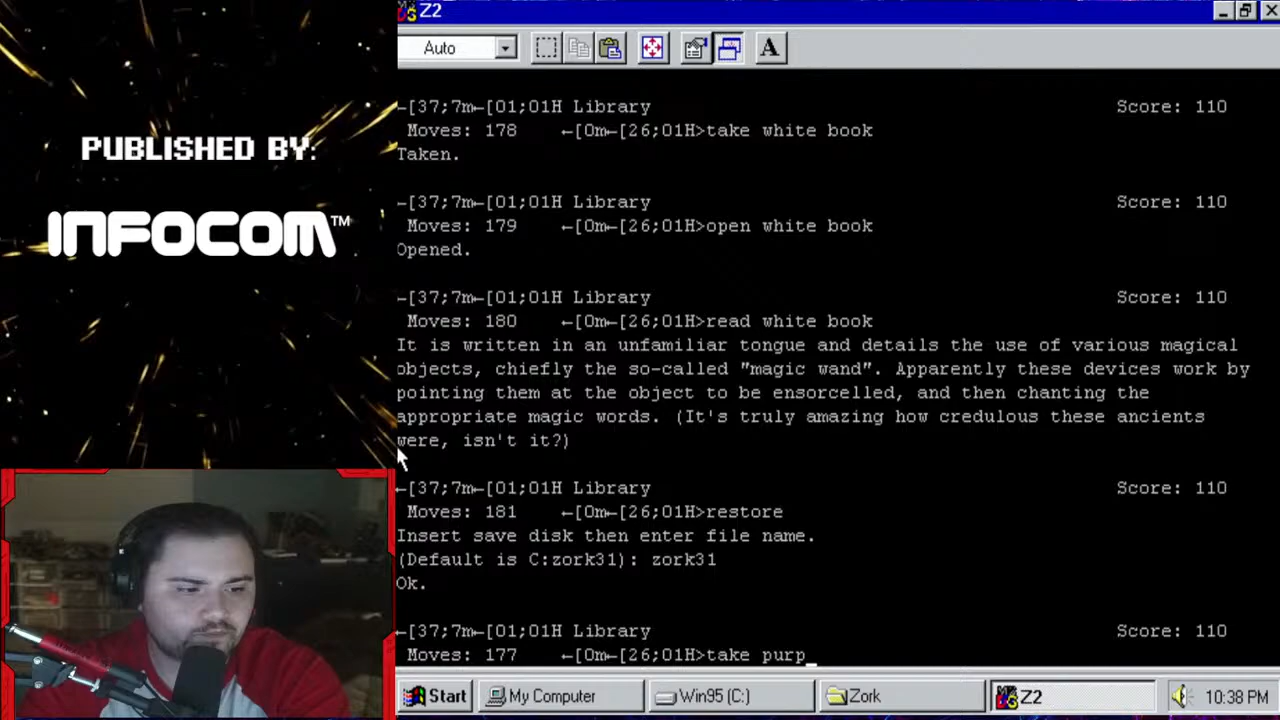 PUBLISHED BY:
INFOCOM™
Z2
Auto
A
←[37;7m←[01;01H Library Score: 110
Moves: 178 ←[0m←[26;01H>take white book
Taken.
←[37;7m←[01;01H Library Score: 110
Moves: 179 ←[0m←[26;01H>open white book
Opened.
←[37;7m←[01;01H Library Score: 110
Moves: 180 ←[0m←[26;01H>read white book
It is written in an unfamiliar tongue and details the use of various magical
objects, chiefly the so-called "magic wand". Apparently these devices work by
pointing them at the object to be ensorcelled, and then chanting the
appropriate magic words. (It's truly amazing how credulous these ancients
were, isn't it?)
←[37;7m←[01;01H Library Score: 110
Moves: 181 ←[0m←[26;01H>restore
Insert save disk then enter file name.
(Default is C:zork31): zork31
Ok.
←[37;7m←[01;01H Library Score: 110
Moves: 177 ←[0m←[26;01H>take purp_
Start My Computer Win95 (C:) Zork Z2 10:38 PM